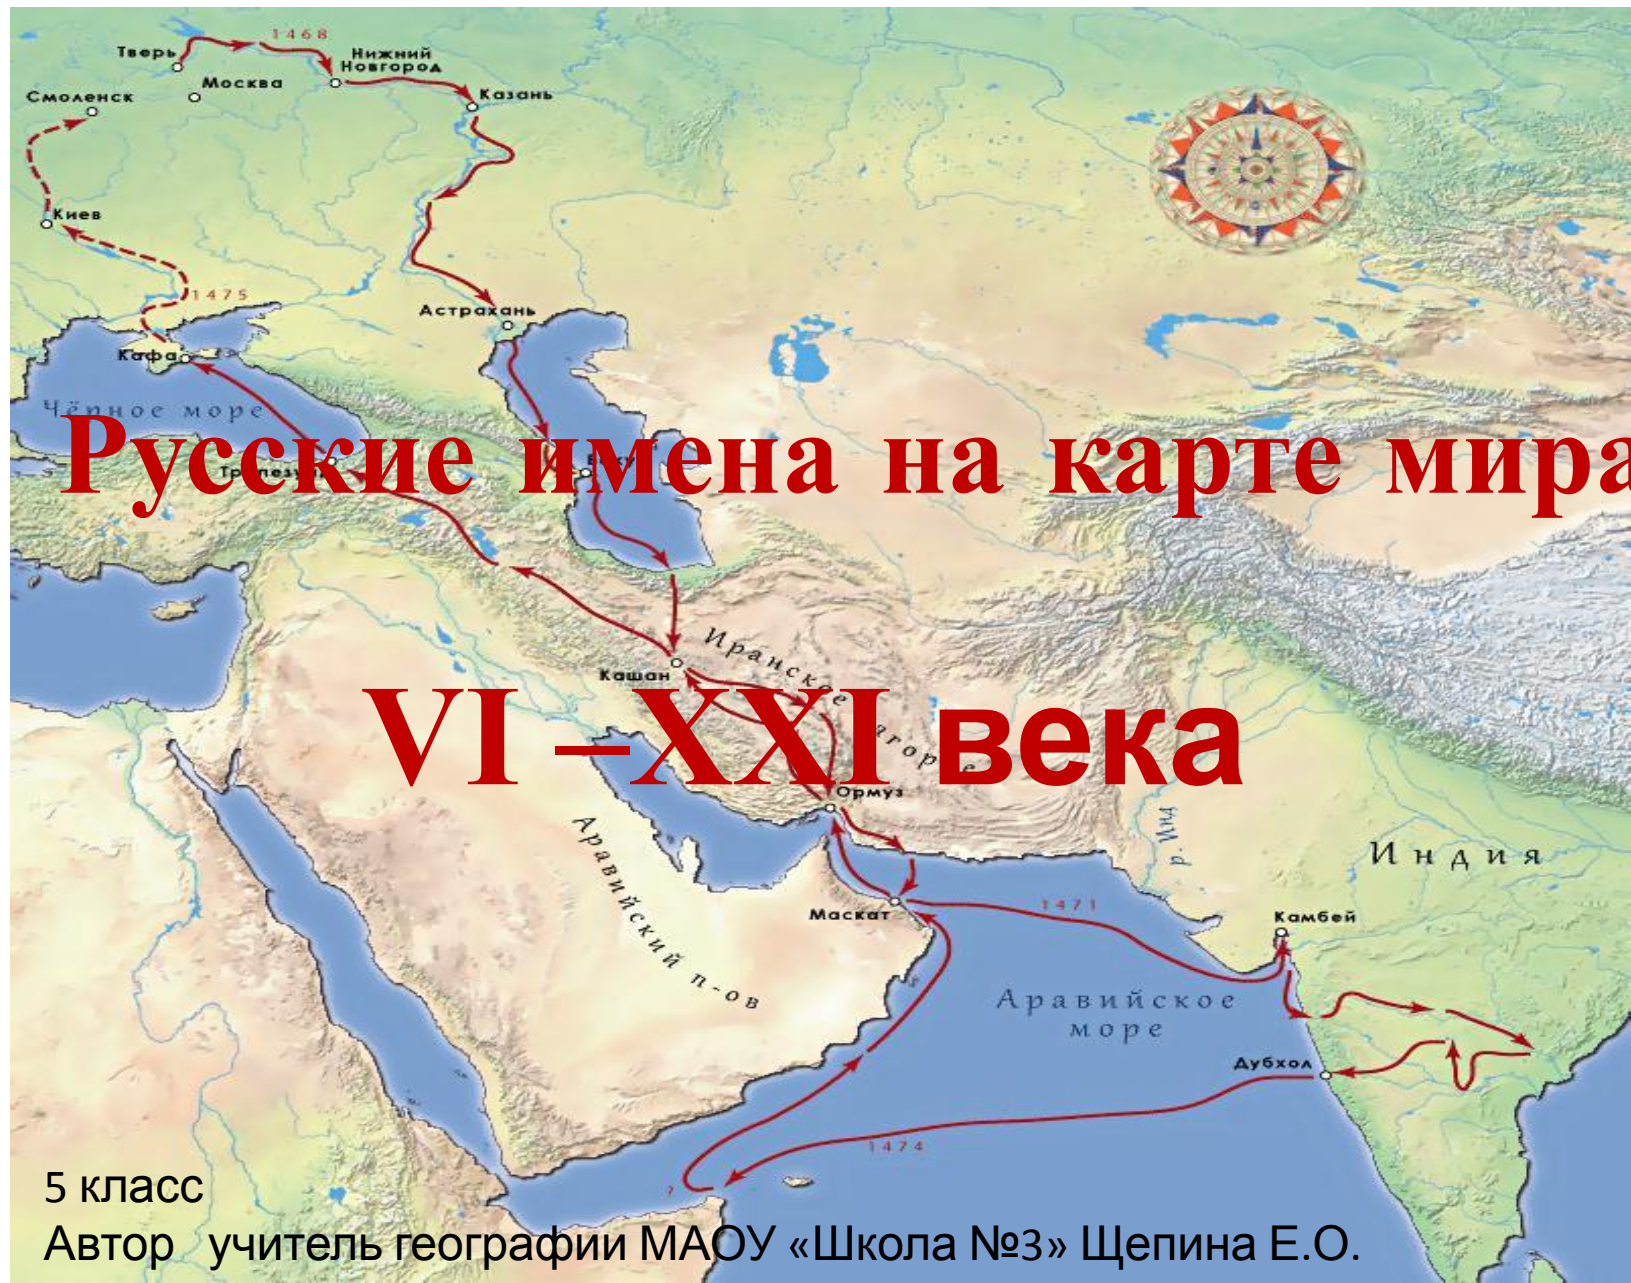 1468
Тверь
Нижний
Новгород
Москва
Казань
Смоленск
Киев
1475
Астрахань
Кафа
Чёрное море
Русские имена на карте мира
Иранское
Кашан
VI –XXI века
Ормуз
р. Инд
Индия
Аравийский п-ов
Маскат
1471
Камбей
Аравийское
море
Дубхол
1474
?
5 класс
Автор учитель географии МАОУ «Школа №3» Щепина Е.О.